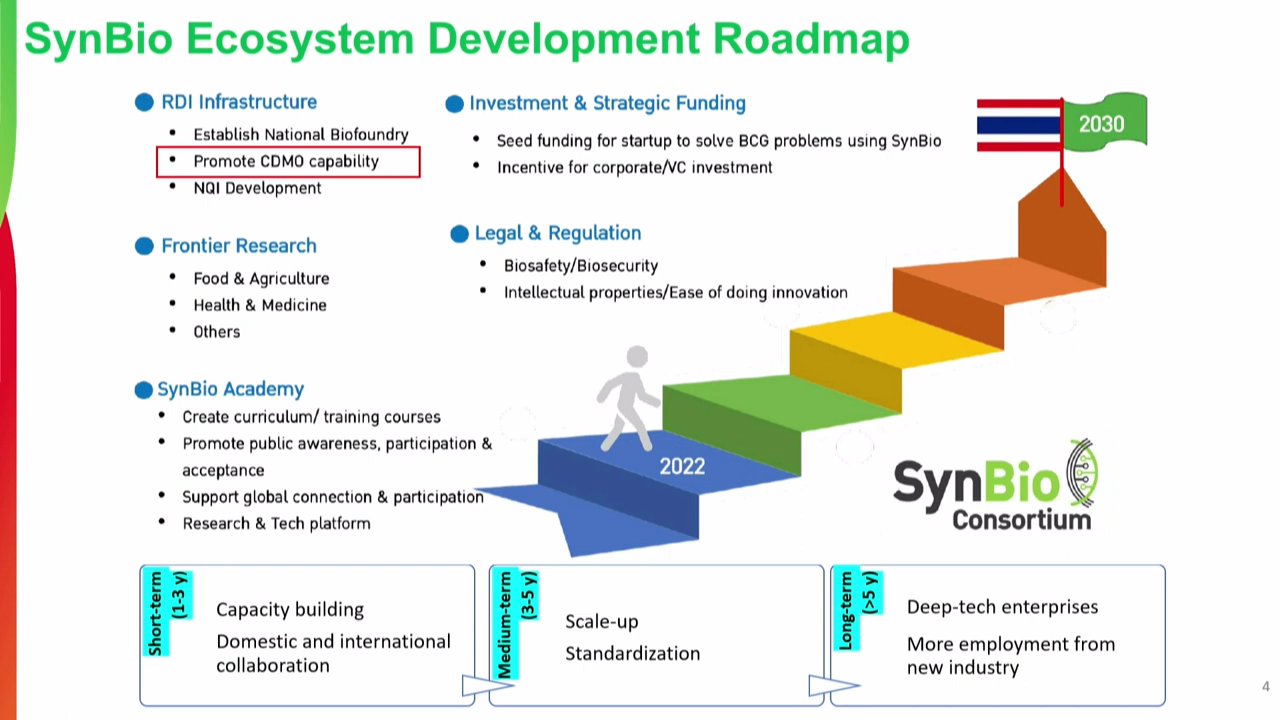 SynBio Ecosystem Development Roadmap
RDI Infrastructure
• Establish National Biofoundry
• Promote CDMO capability
• NQI Development
Frontier Research
• Food & Agriculture
• Health & Medicine
• Others
SynBio Academy
• Create curriculum/ training courses
• Promote public awareness, participation &
acceptance
• Support global connection & participation
• Research & Tech platform
Investment & Strategic Funding
• Seed funding for startup to solve BCG problems using SynBio
• Incentive for corporate/VC investment
Legal & Regulation
• Biosafety/Biosecurity
• Intellectual properties/Ease of doing innovation
2030
2022
SynBio
Consortium
Short-term
(1-3 y)
Capacity building
Domestic and international
collaboration
Medium-term
(3-5 y)
Scale-up
Standardization
Long-term
(>5 y)
Deep-tech enterprises
More employment from
new industry
4